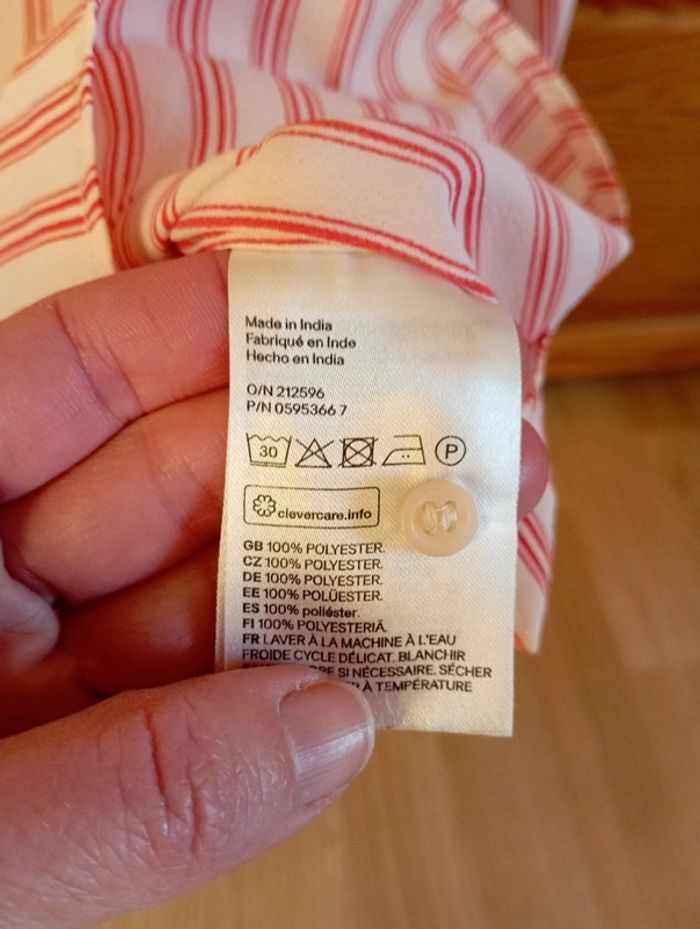 Made in India
Fabriqué en Inde
Hecho en India
O/N 212596
P/N 0595366 7
30
P
clevercare.info
GB 100% POLYESTER.
CZ 100% POLYESTER.
DE 100% POLYESTER.
EE 100% POLÜESTER.
ES 100% poliéster.
FI 100% POLYESTERIÄ.
FR LAVER À LA MACHINE À L'EAU
FROIDE CYCLE DÉLICAT. BLANCHIR
SI NÉCESSAIRE. SÉCHER
À TEMPÉRATURE